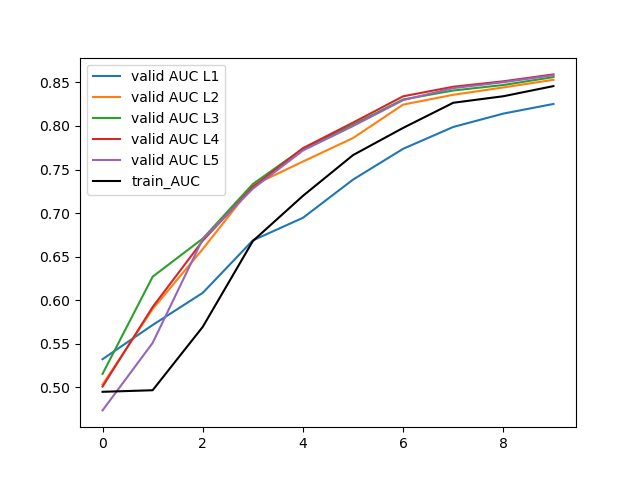 valid AUC L1
valid AUC L2
valid AUC L3
valid AUC L4
valid AUC L5
train_AUC
0.85
0.80
0.75
0.70
0.65
0.60
0.55
0.50
0 2 4 6 8